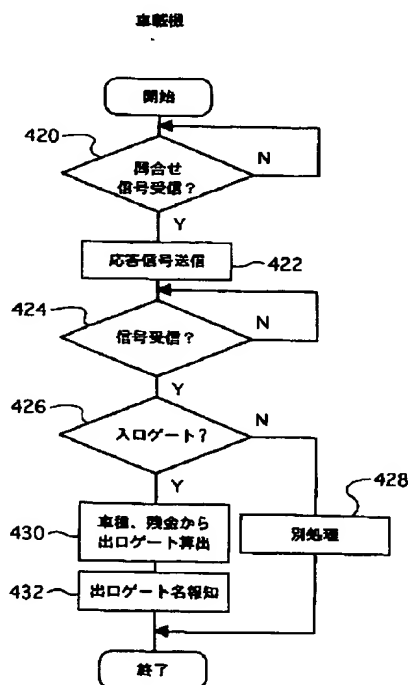 車載機
開始
420
問合せ
信号受信?
N
Y
応答信号送信
422
424
信号受信?
N
Y
426
入口ゲート?
N
Y
428
車種、残金から
出口ゲート算出
430
別処理
432
出口ゲート名報知
終了